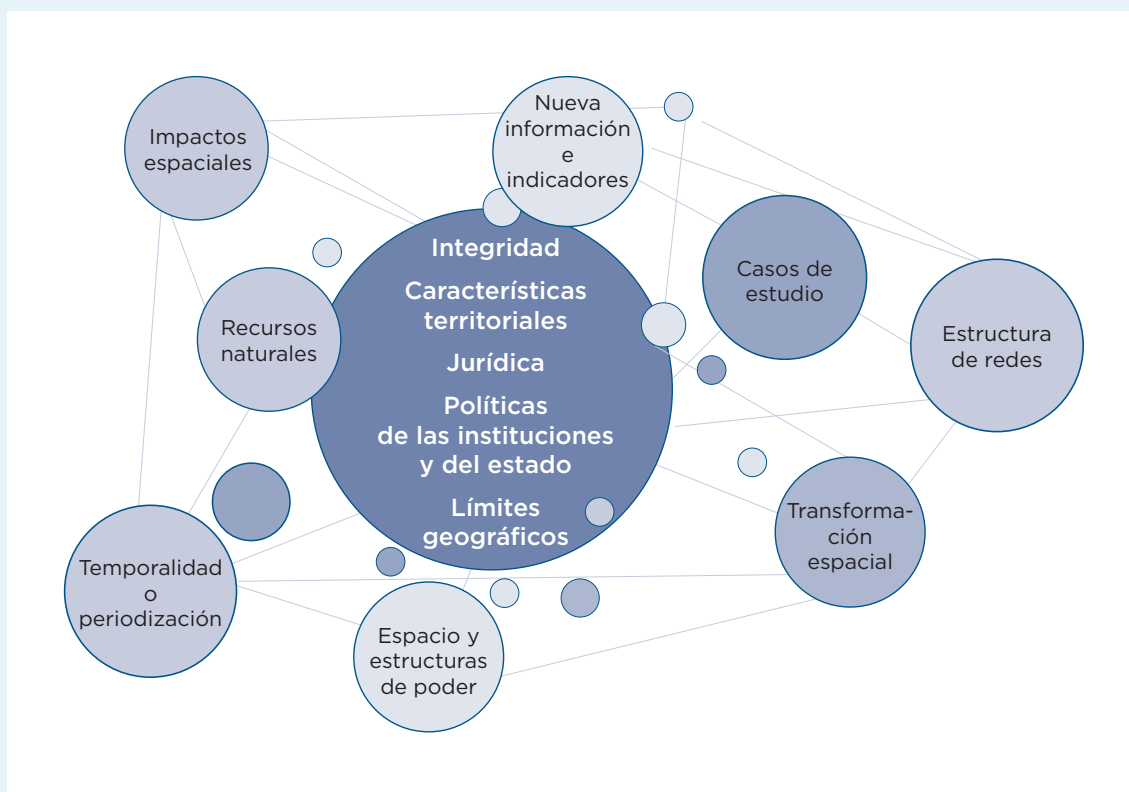 Impactos
espaciales
Nueva
información
e
indicadores
Integridad
Características
territoriales
Jurídica
Políticas
de las instituciones
y del estado
Límites
geográficos
Casos de
estudio
Estructura
de redes
Recursos
naturales
Transforma-
ción
espacial
Temporalidad
o
periodización
Espacio y
estructuras
de poder